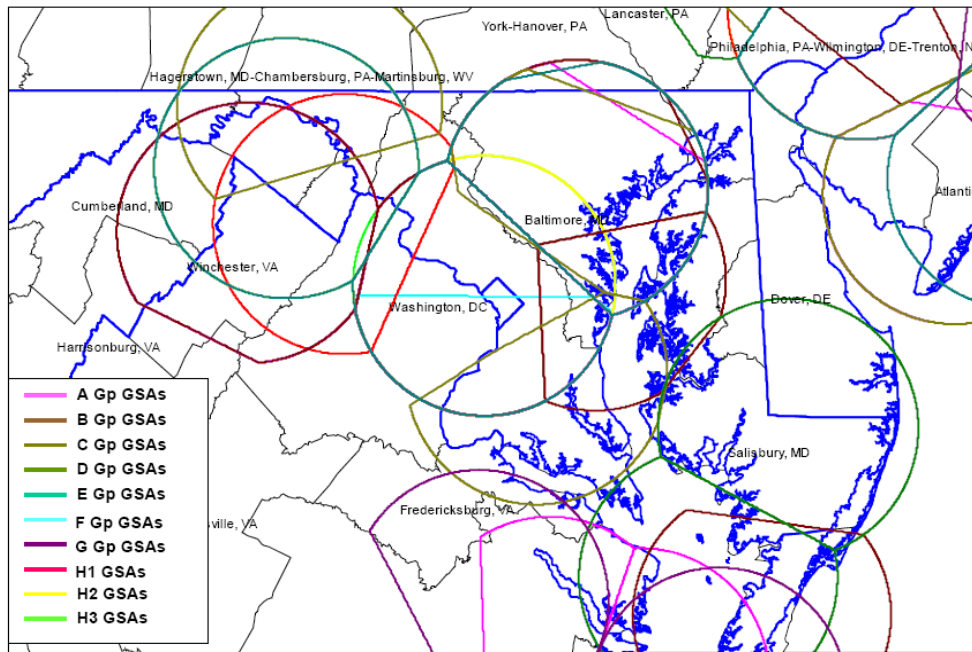 Lancaster, PA
York-Hanover, PA
Philadelphia, PA-Wilmington, DE-Trenton, N
Hagerstown, MD-Chambersburg, PA-Martinsburg, WV
Atlanti
Cumberland, MD
Baltimore, MD
Winchester, VA
Washington, DC
Dover, DE
Harrisonburg, VA
Salisbury, MD
Fredericksburg, VA
sville, VA
A Gp GSAs
B Gp GSAs
C Gp GSAs
D Gp GSAs
E Gp GSAs
F Gp GSAs
G Gp GSAs
H1 GSAs
H2 GSAs
H3 GSAs